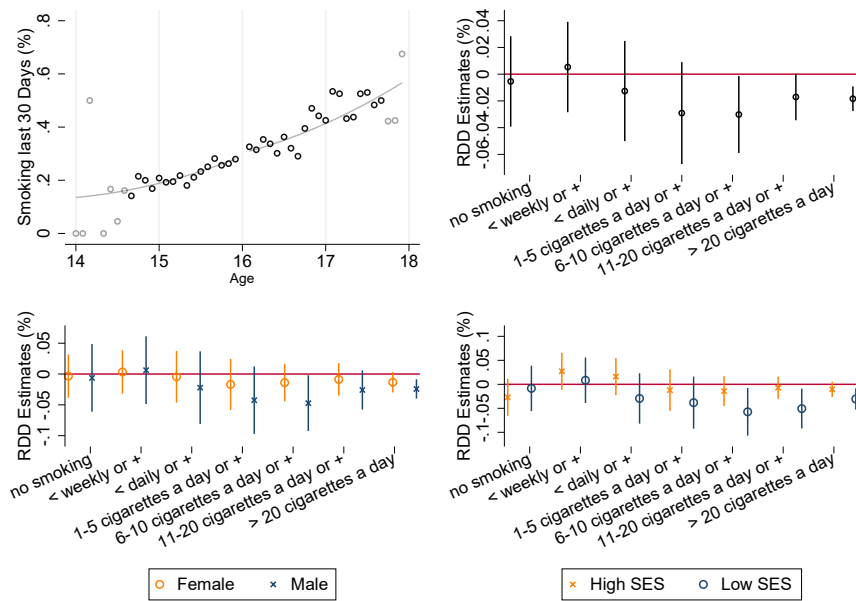 Smoking last 30 Days (%)
.8
.6
.4
.2
0
14
15
16
17
18
Age
RDD Estimates (%)
.04
.02
0
-.02
-.04
-.06
no smoking
< weekly or +
< daily or +
1-5 cigarettes a day or +
6-10 cigarettes a day or +
11-20 cigarettes a day or +
> 20 cigarettes a day
RDD Estimates (%)
.05
0
-.05
-.1
no smoking
< weekly or +
< daily or +
1-5 cigarettes a day or +
6-10 cigarettes a day or +
11-20 cigarettes a day or +
> 20 cigarettes a day
Female
Male
RDD Estimates (%)
.1
.05
0
-.05
-.1
no smoking
< weekly or +
< daily or +
1-5 cigarettes a day or +
6-10 cigarettes a day or +
11-20 cigarettes a day or +
> 20 cigarettes a day
High SES
Low SES